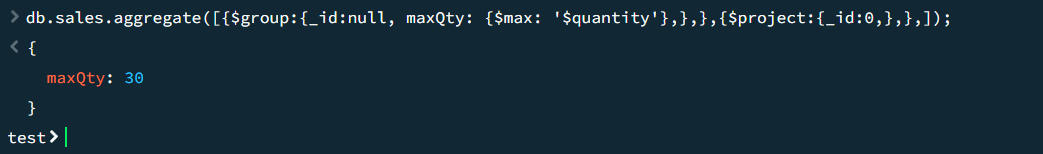 > db.sales.aggregate([{$group:{_id:null, maxQty: {$max: '$quantity'},},},{$project:{_id:0,},},]);
< {
maxQty: 30
}
test>